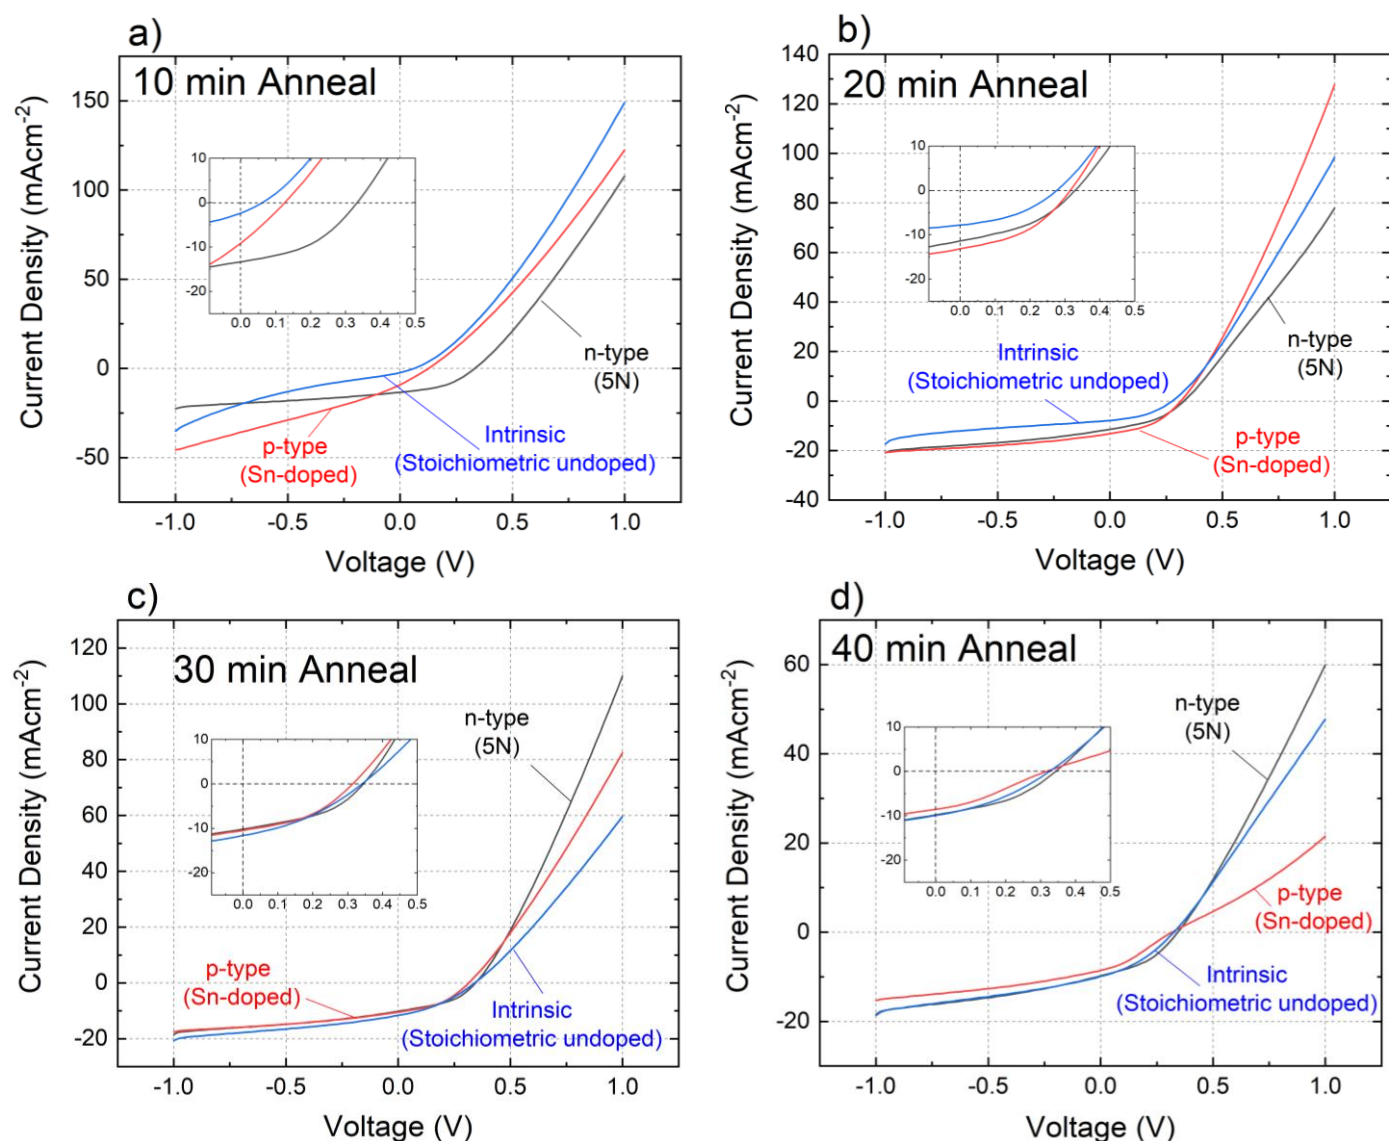 a)
10 min Anneal
Current Density (mAcm-2)
150
100
50
0
-50
10
0
-10
-20
0.0 0.1 0.2 0.3 0.4 0.5
n-type
(5N)
p-type
(Sn-doped)
Intrinsic
(Stoichiometric undoped)
-1.0 -0.5 0.0 0.5 1.0
Voltage (V)
b)
20 min Anneal
Current Density (mAcm-2)
140
120
100
80
60
40
20
0
-20
-40
10
0
-10
-20
0.0 0.1 0.2 0.3 0.4 0.5
Intrinsic
(Stoichiometric undoped)
n-type
(5N)
p-type
(Sn-doped)
-1.0 -0.5 0.0 0.5 1.0
Voltage (V)
c)
30 min Anneal
Current Density (mAcm-2)
120
100
80
60
40
20
0
-20
10
0
-10
-20
0.0 0.1 0.2 0.3 0.4 0.5
n-type
(5N)
p-type
(Sn-doped)
Intrinsic
(Stoichiometric undoped)
-1.0 -0.5 0.0 0.5 1.0
Voltage (V)
d)
40 min Anneal
Current Density (mAcm-2)
60
40
20
0
-20
10
0
-10
-20
0.0 0.1 0.2 0.3 0.4 0.5
n-type
(5N)
p-type
(Sn-doped)
Intrinsic
(Stoichiometric undoped)
-1.0 -0.5 0.0 0.5 1.0
Voltage (V)